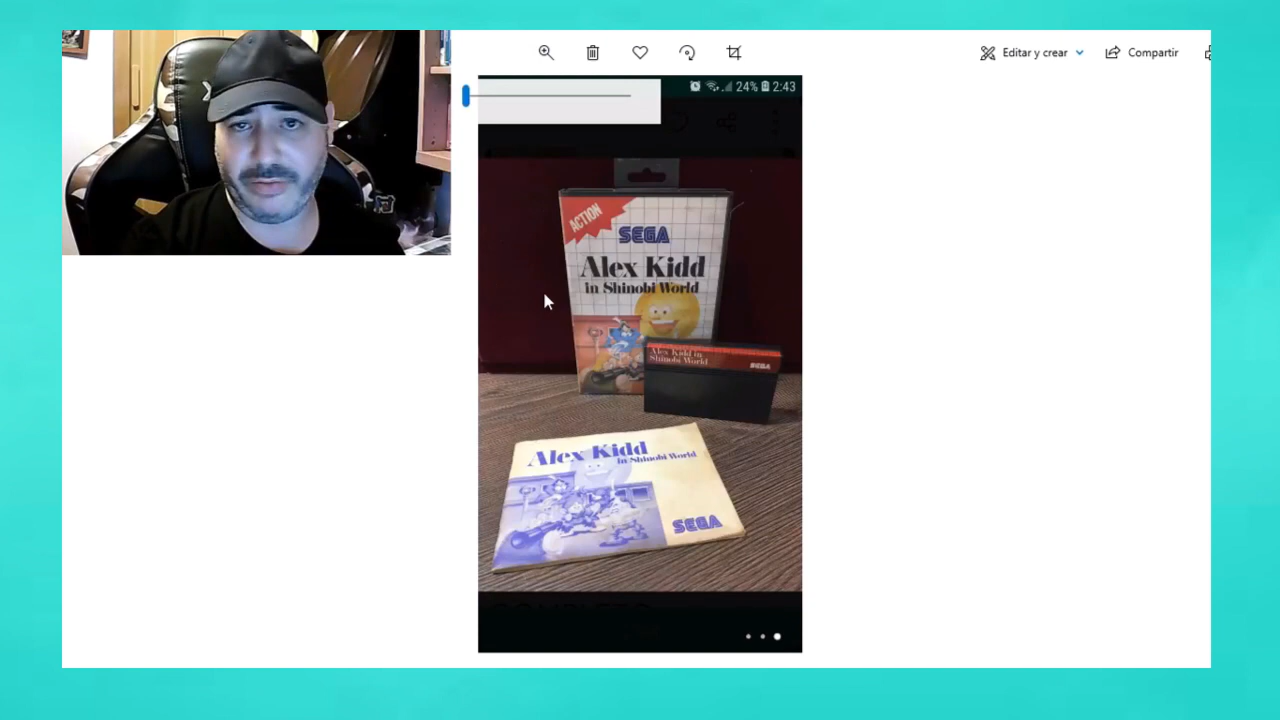 Editar y crear
Compartir
24%
2:43
ACTION
SEGA
Alex Kidd
in Shinobi World
Alex Kidd in
Shinobi World
SEGA
Alex Kidd
in Shinobi World
SEGA